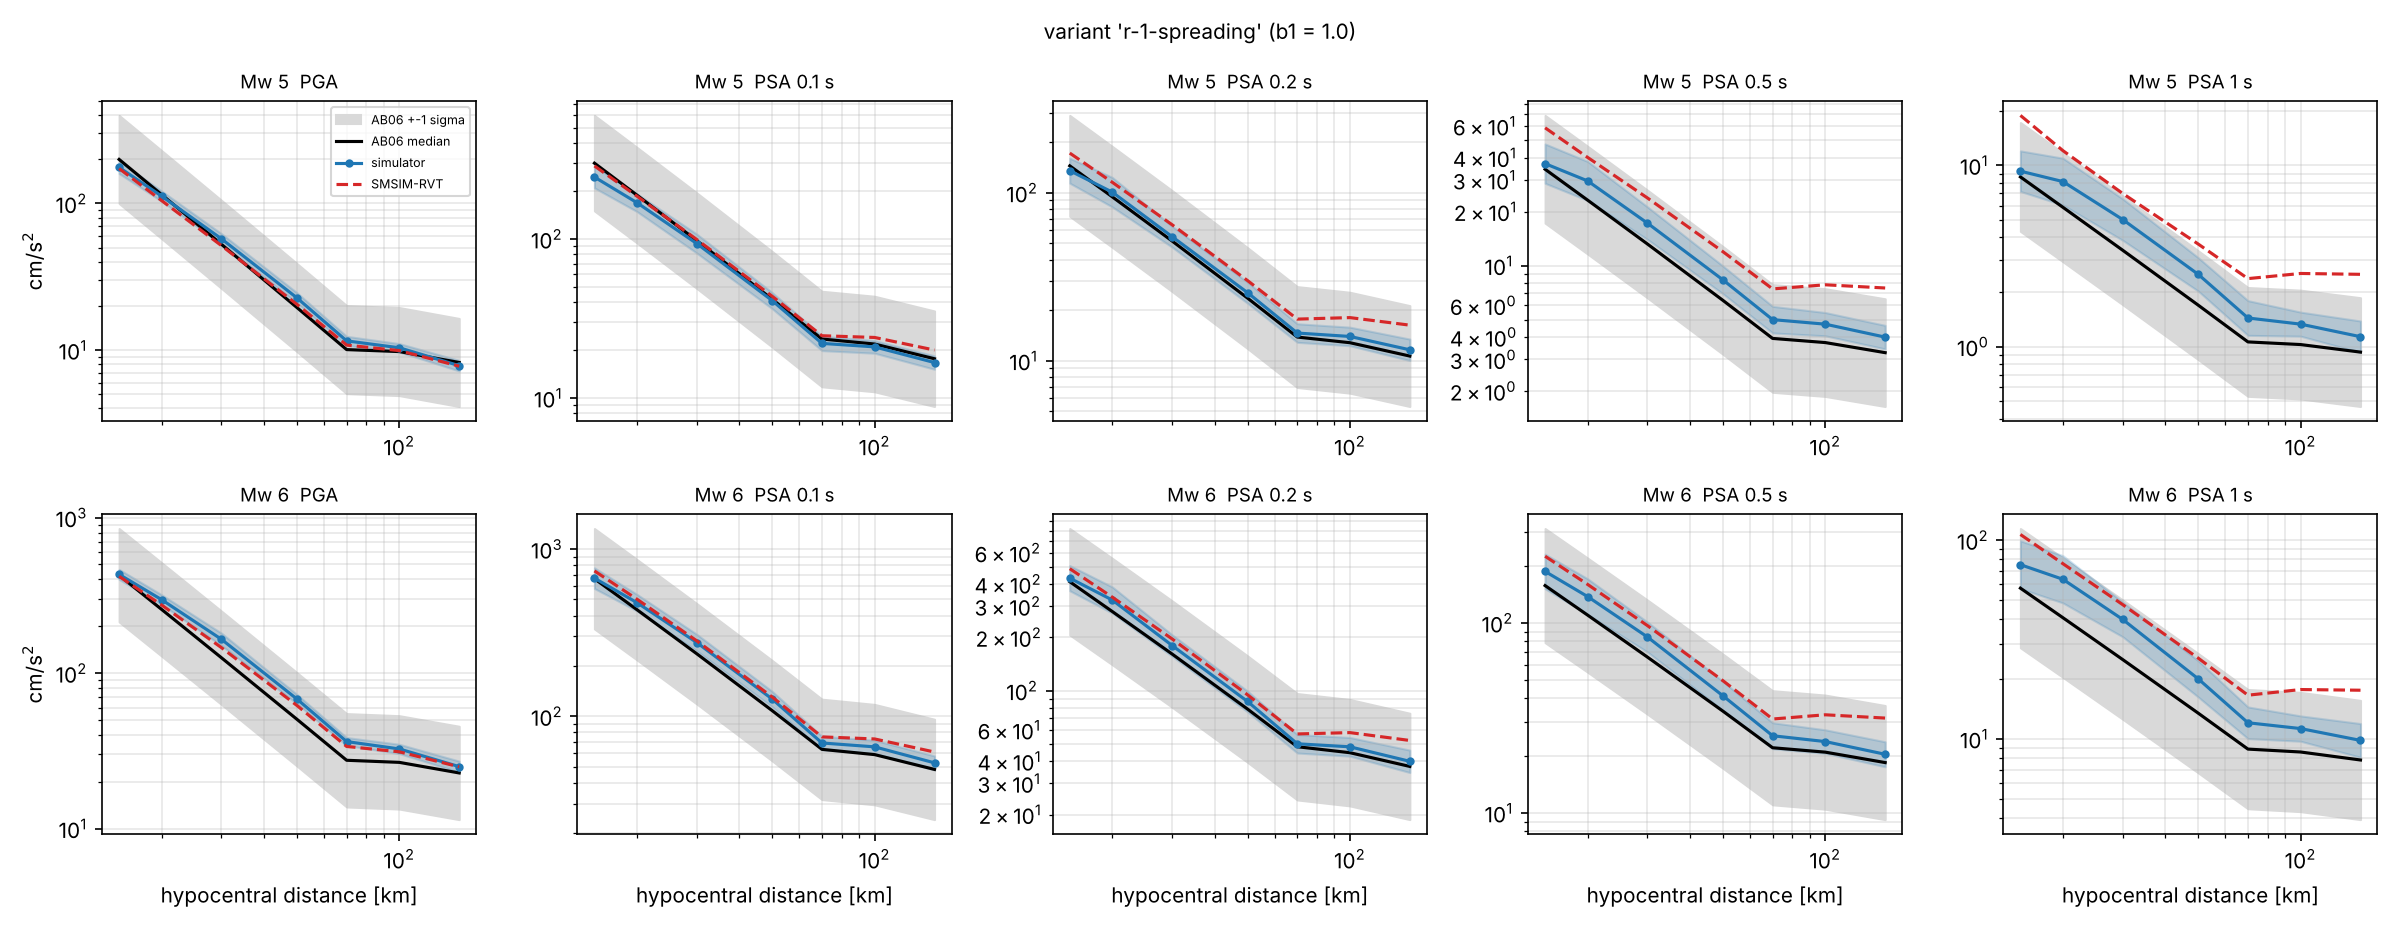 variant 'r-1-spreading' (b1 = 1.0)
Mw 5 PGA
Mw 5 PSA 0.1 s
Mw 5 PSA 0.2 s
Mw 5 PSA 0.5 s
Mw 5 PSA 1 s
AB06 +-1 sigma
AB06 median
simulator
SMSIM-RVT
cm/s²
10²
10¹
10²
10²
10¹
10²
10²
10¹
10²
6 × 10¹
4 × 10¹
3 × 10¹
2 × 10¹
10¹
6 × 10⁰
4 × 10⁰
3 × 10⁰
2 × 10⁰
10²
10¹
10⁰
10²
Mw 6 PGA
Mw 6 PSA 0.1 s
Mw 6 PSA 0.2 s
Mw 6 PSA 0.5 s
Mw 6 PSA 1 s
cm/s²
10³
10²
10¹
10²
10³
10²
10²
6 × 10²
4 × 10²
3 × 10²
2 × 10²
10²
6 × 10¹
4 × 10¹
3 × 10¹
2 × 10¹
10²
10²
10¹
10²
10²
10¹
10²
hypocentral distance [km]
hypocentral distance [km]
hypocentral distance [km]
hypocentral distance [km]
hypocentral distance [km]